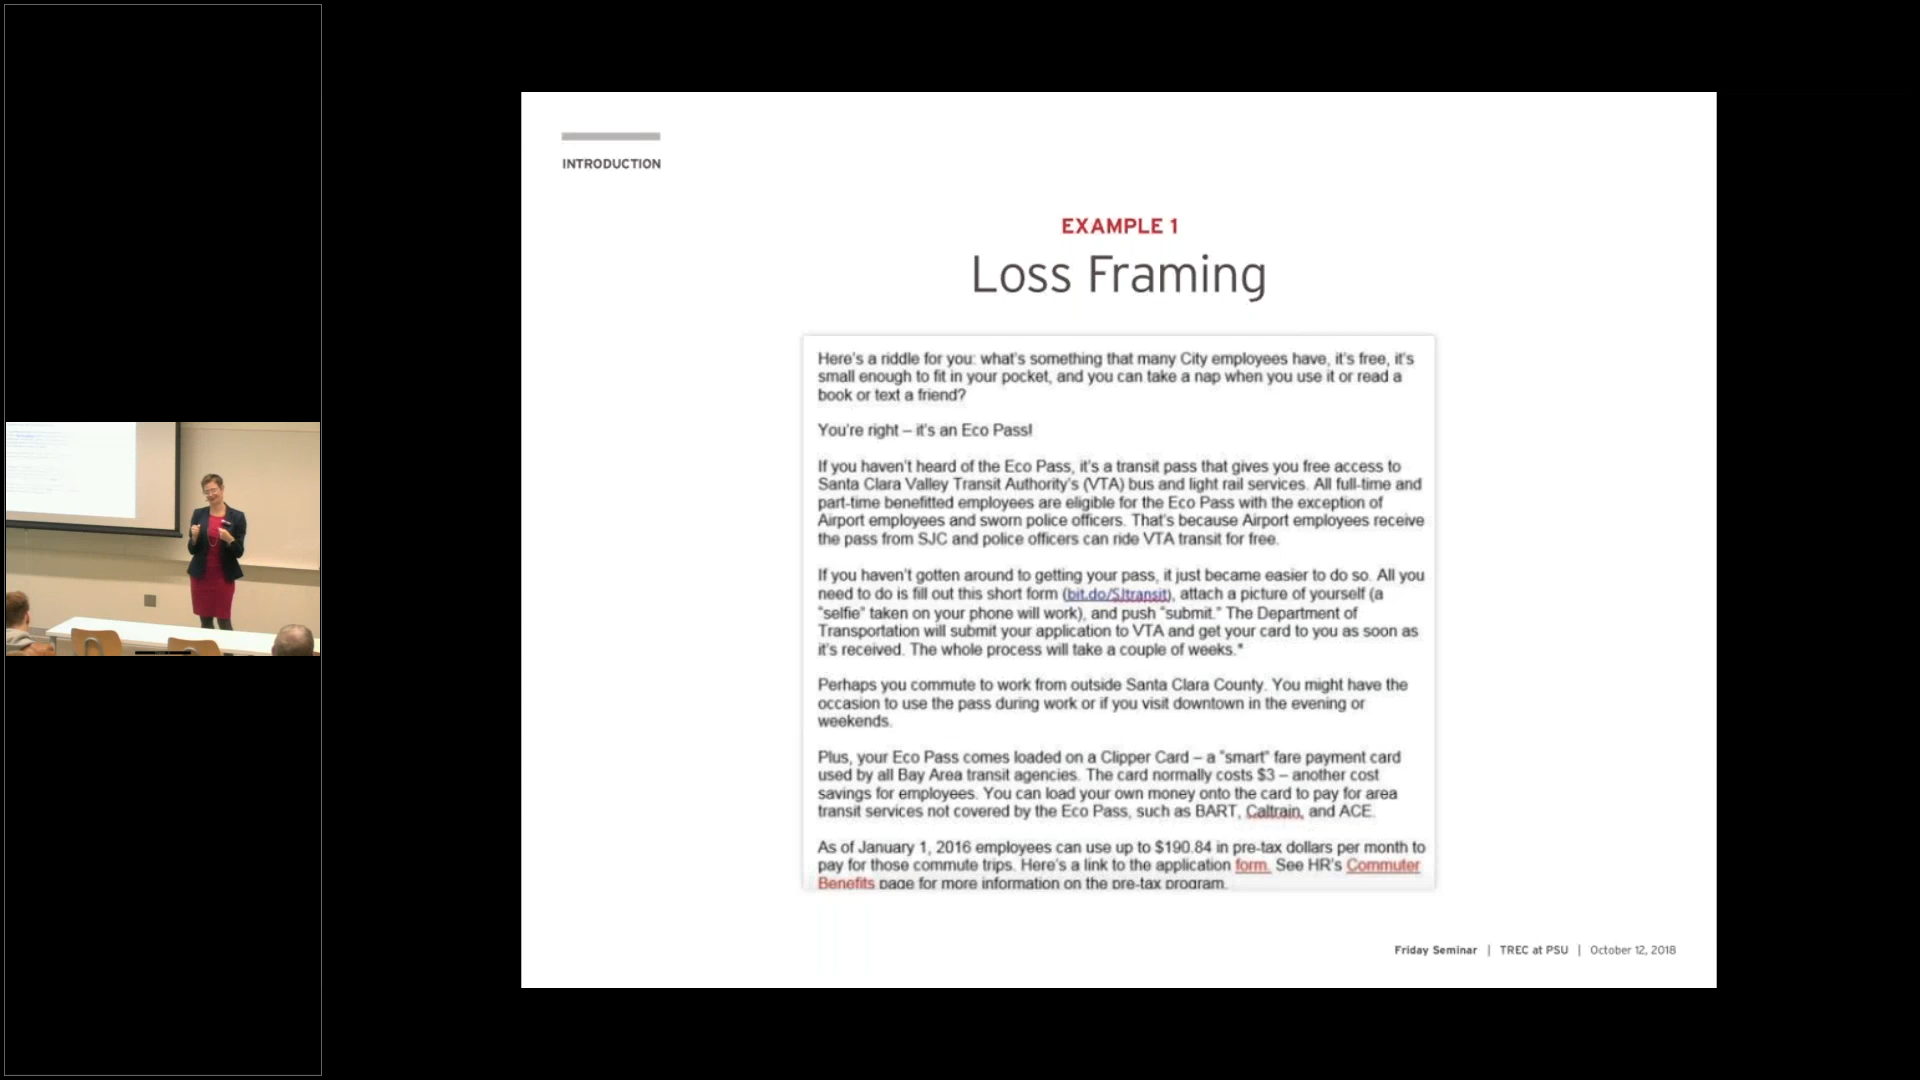 INTRODUCTION
EXAMPLE 1
Loss Framing
Here's a riddle for you: what's something that many City employees have, it's free, it's
small enough to fit in your pocket, and you can take a nap when you use it or read a
book or text a friend?
You're right – it's an Eco Pass!
If you haven't heard of the Eco Pass, it's a transit pass that gives you free access to
Santa Clara Valley Transit Authority's (VTA) bus and light rail services. All full-time and
part-time benefitted employees are eligible for the Eco Pass with the exception of
Airport employees and sworn police officers. That's because Airport employees receive
the pass from SJC and police officers can ride VTA transit for free.
If you haven't gotten around to getting your pass, it just became easier to do so. All you
need to do is fill out this short form (bit.do/SJtransit), attach a picture of yourself (a
"selfie" taken on your phone will work), and push "submit." The Department of
Transportation will submit your application to VTA and get your card to you as soon as
it's received. The whole process will take a couple of weeks.*
Perhaps you commute to work from outside Santa Clara County. You might have the
occasion to use the pass during work or if you visit downtown in the evening or
weekends.
Plus, your Eco Pass comes loaded on a Clipper Card – a "smart" fare payment card
used by all Bay Area transit agencies. The card normally costs $3 – another cost
savings for employees. You can load your own money onto the card to pay for area
transit services not covered by the Eco Pass, such as BART, Caltrain, and ACE.
As of January 1, 2016 employees can use up to $190.84 in pre-tax dollars per month to
pay for those commute trips. Here's a link to the application form. See HR's Commuter
Benefits page for more information on the pre-tax program.
Friday Seminar | TREC at PSU | October 12, 2018